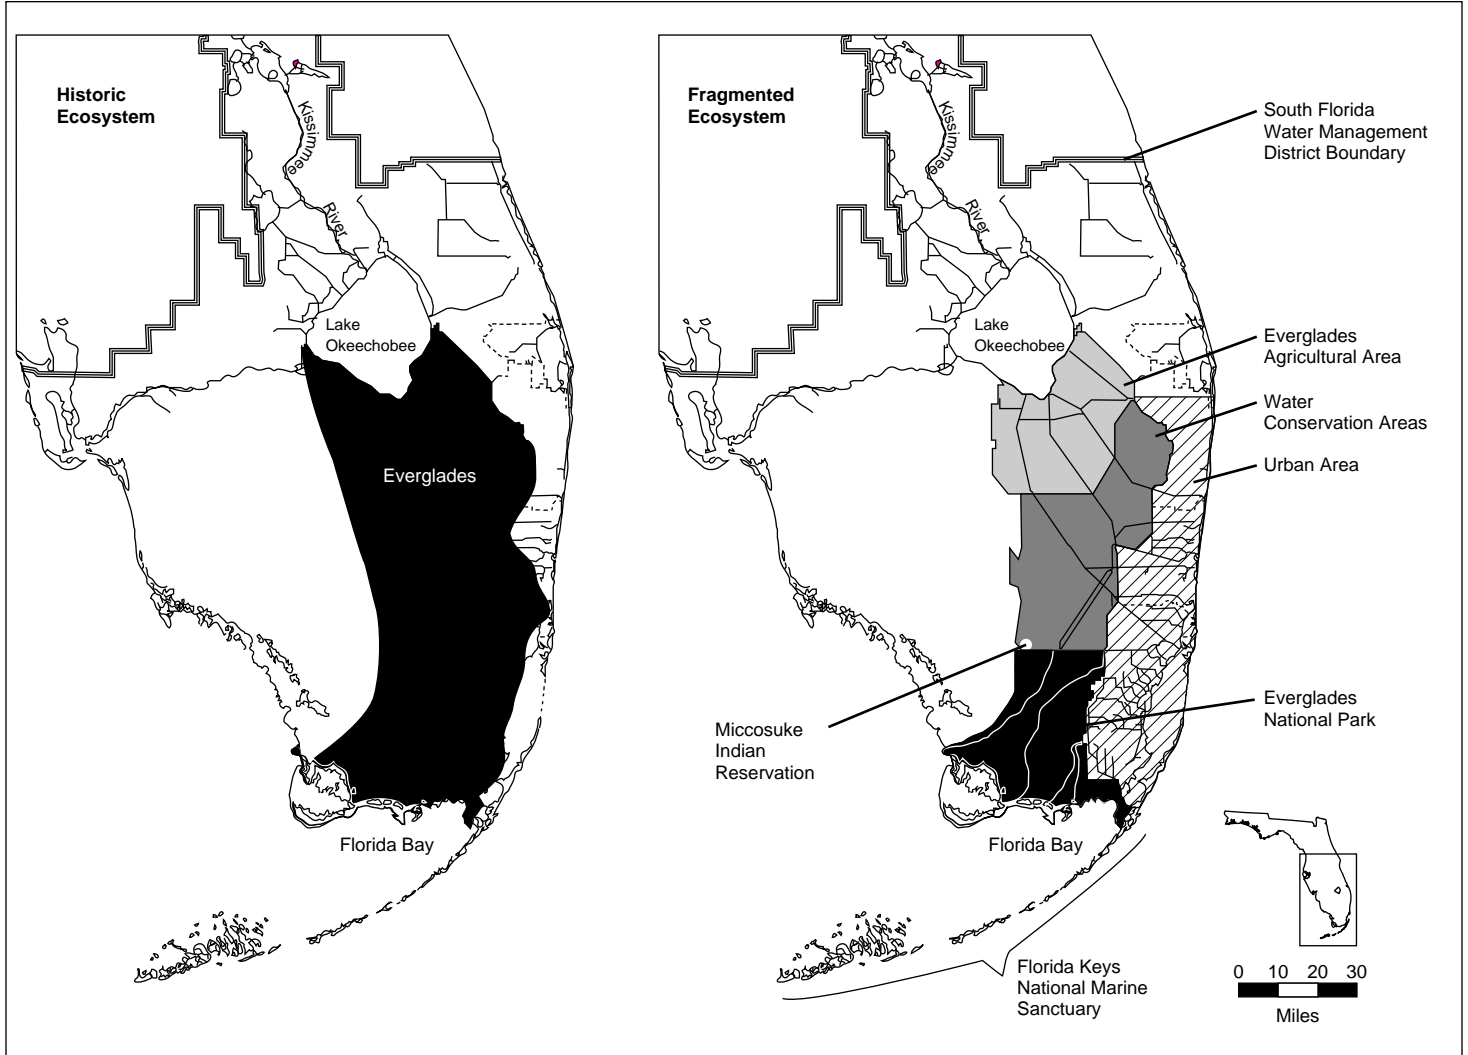 Historic
Ecosystem
Kissimmee
River
Lake
Okeechobee
Everglades
Florida Bay
Fragmented
Ecosystem
Kissimmee
River
Lake
Okeechobee
South Florida
Water Management
District Boundary
Everglades
Agricultural Area
Water
Conservation Areas
Urban Area
Everglades
National Park
Miccosuke
Indian
Reservation
Florida Bay
Florida Keys
National Marine
Sanctuary
0 10 20 30
Miles